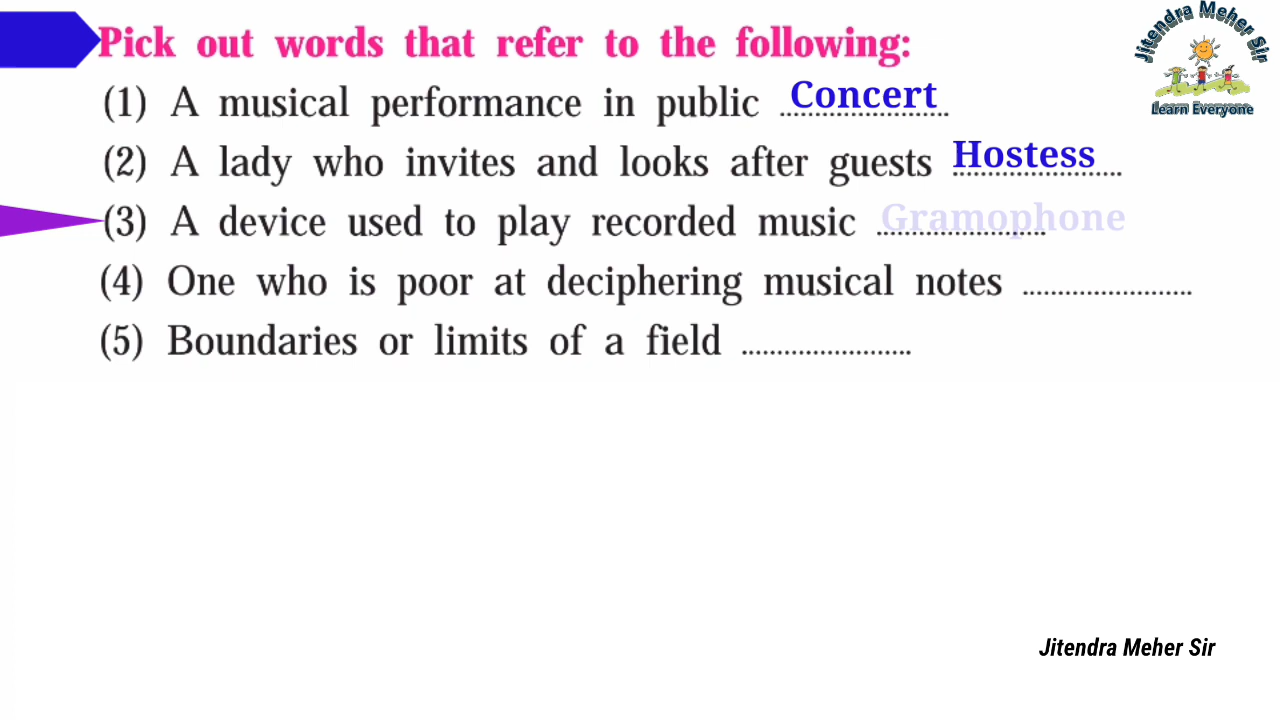 Pick out words that refer to the following:
(1) A musical performance in public ........................ Concert
(2) A lady who invites and looks after guests ........................ Hostess
(3) A device used to play recorded music ........................ Gramophone
(4) One who is poor at deciphering musical notes ........................
(5) Boundaries or limits of a field ........................
Jitendra Meher Sir
Learn Everyone
Jitendra Meher Sir